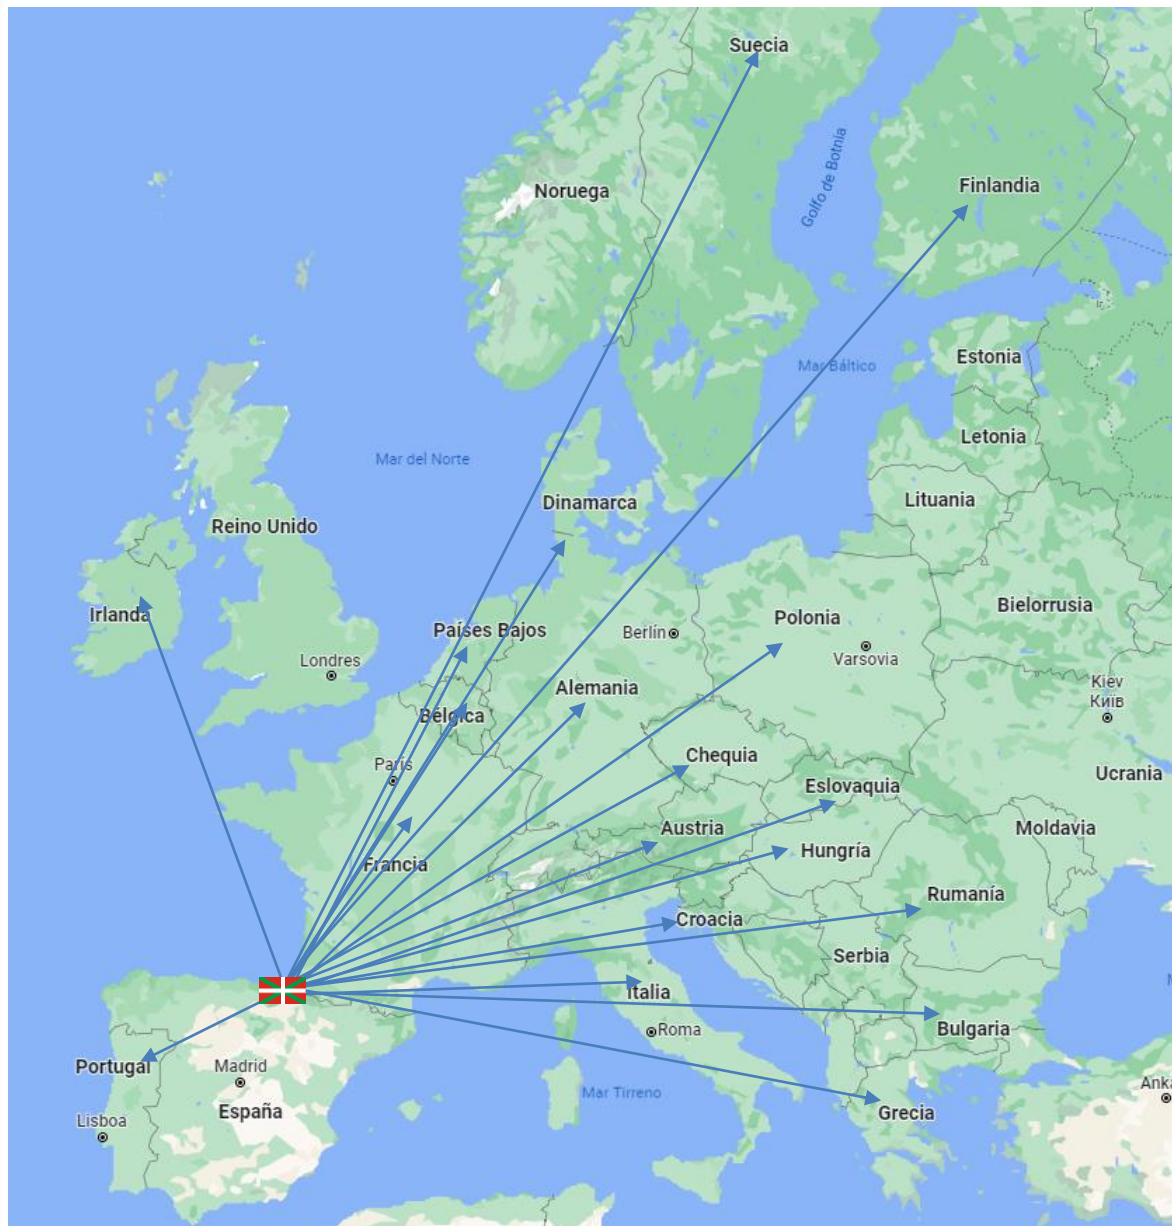 Suecia
Finlandia
Noruega
Golfo de Botnia
Estonia
Mar Báltico
Letonia
Mar del Norte
Lituania
Dinamarca
Reino Unido
Bielorrusia
Irlanda
Polonia
Países Bajos
Berlín
Varsovia
Londres
Kiev
Київ
Alemania
Bélgica
Chequia
París
Ucrania
Eslovaquia
Austria
Moldavia
Hungría
Francia
Rumanía
Croacia
Serbia
Italia
Roma
Bulgaria
Portugal
Madrid
Anka
Mar Tirreno
España
Grecia
Lisboa